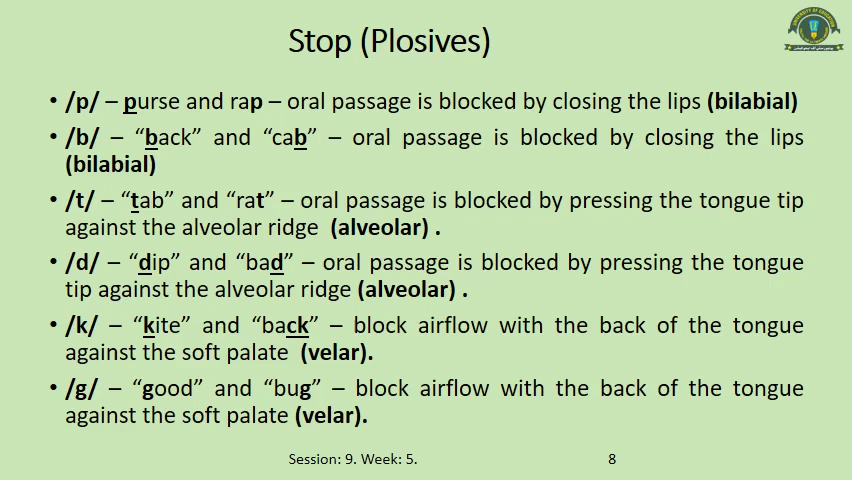 Stop (Plosives)
UNIVERSITY OF EDUCATION
• /p/ – purse and rap – oral passage is blocked by closing the lips (bilabial)
• /b/ – “back” and “cab” – oral passage is blocked by closing the lips
(bilabial)
• /t/ – “tab” and “rat” – oral passage is blocked by pressing the tongue tip
against the alveolar ridge (alveolar) .
• /d/ – “dip” and “bad” – oral passage is blocked by pressing the tongue
tip against the alveolar ridge (alveolar) .
• /k/ – “kite” and “back” – block airflow with the back of the tongue
against the soft palate (velar).
• /g/ – “good” and “bug” – block airflow with the back of the tongue
against the soft palate (velar).
Session: 9. Week: 5.
8